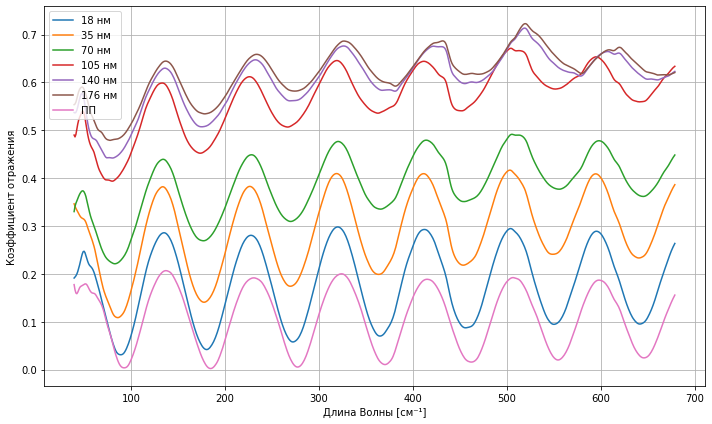 18 нм
35 нм
70 нм
105 нм
140 нм
176 нм
ПП
Коэффициент отражения
0.7
0.6
0.5
0.4
0.3
0.2
0.1
0.0
100 200 300 400 500 600 700
Длина Волны [см⁻¹]